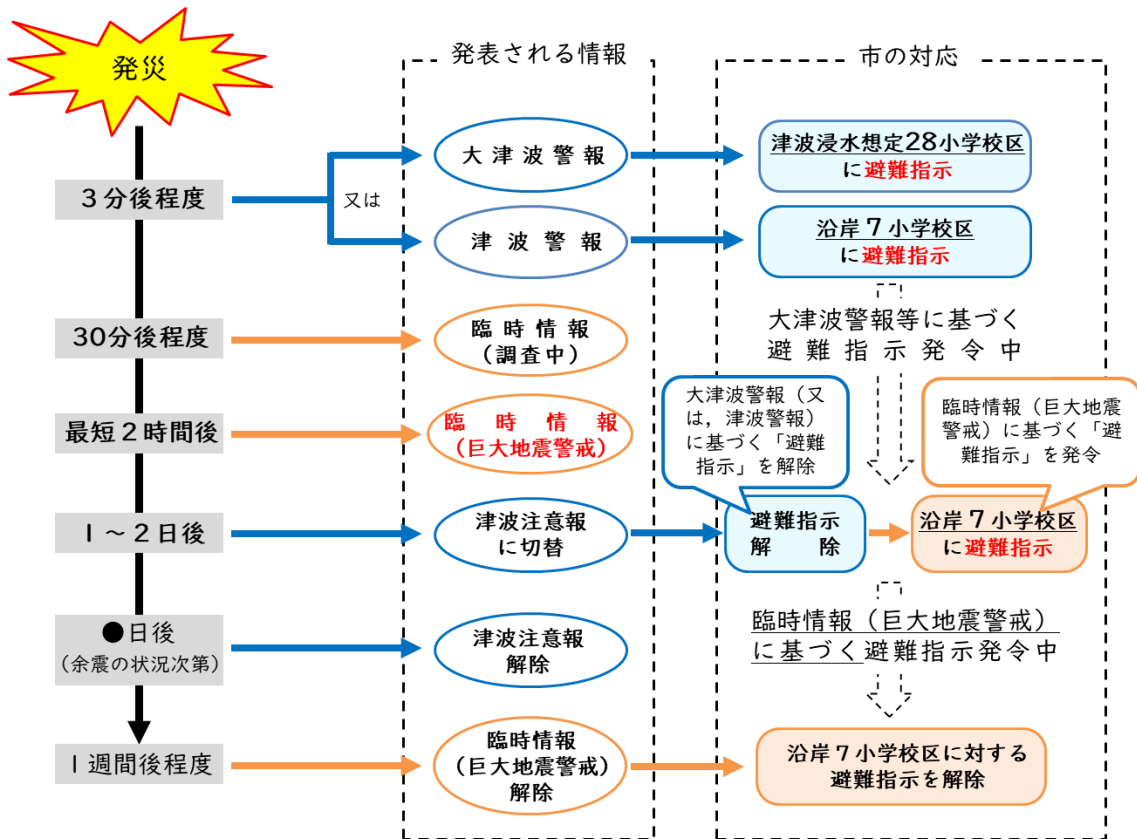 発災
発表される情報
市の対応
3分後程度
又は
大津波警報
津波警報
津波浸水想定28小学校区
に避難指示
沿岸7小学校区
に避難指示
30分後程度
臨時情報
(調査中)
大津波警報等に基づく
避難指示発令中
最短2時間後
臨時情報
(巨大地震警戒)
大津波警報(又
は,津波警報)
に基づく「避難
指示」を解除
臨時情報(巨大地震
警戒)に基づく「避
難指示」を発令
1~2日後
津波注意報
に切替
避難指示
解除
沿岸7小学校区
に避難指示
●日後
(余震の状況次第)
津波注意報
解除
臨時情報(巨大地震警戒)
に基づく避難指示発令中
1週間後程度
臨時情報
(巨大地震警戒)
解除
沿岸7小学校区に対する
避難指示を解除